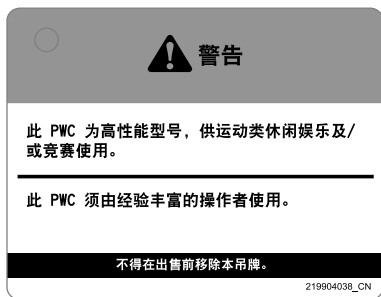 警告
此 PWC 为高性能型号，供运动类休闲娱乐及/
或竞赛使用。
此 PWC 须由经验丰富的操作者使用。
不得在出售前移除本吊牌。
219904038_CN